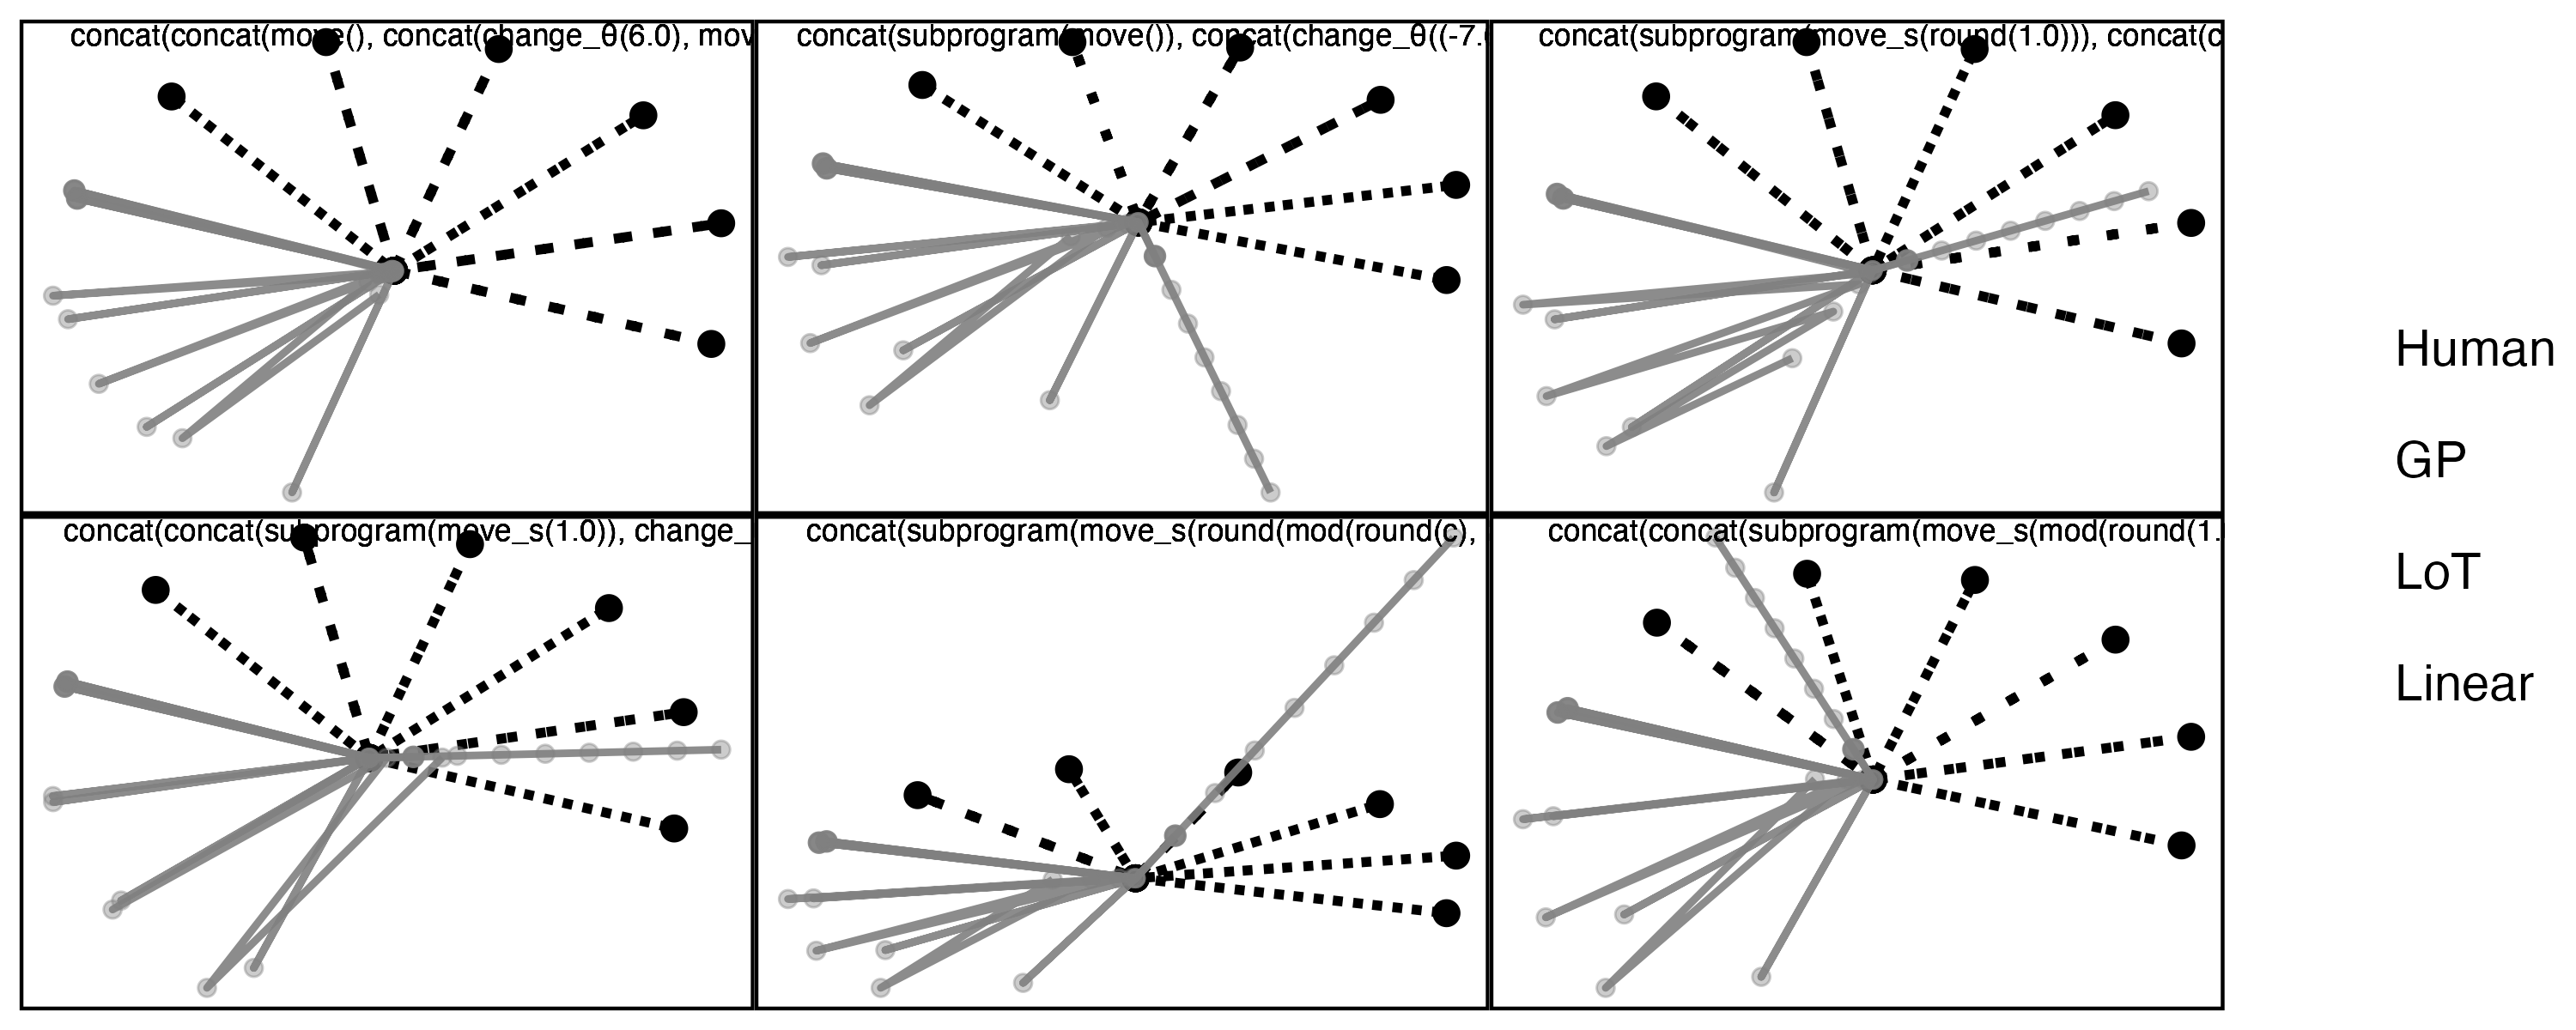 concat(concat(move(), concat(change_θ(6.0), mov
concat(subprogram(move()), concat(change_θ((-7.
concat(subprogram(move_s(round(1.0))), concat(c
concat(concat(subprogram(move_s(1.0)), change_
concat(subprogram(move_s(round(mod(round(c),
concat(concat(subprogram(move_s(mod(round(1.
Human
GP
LoT
Linear